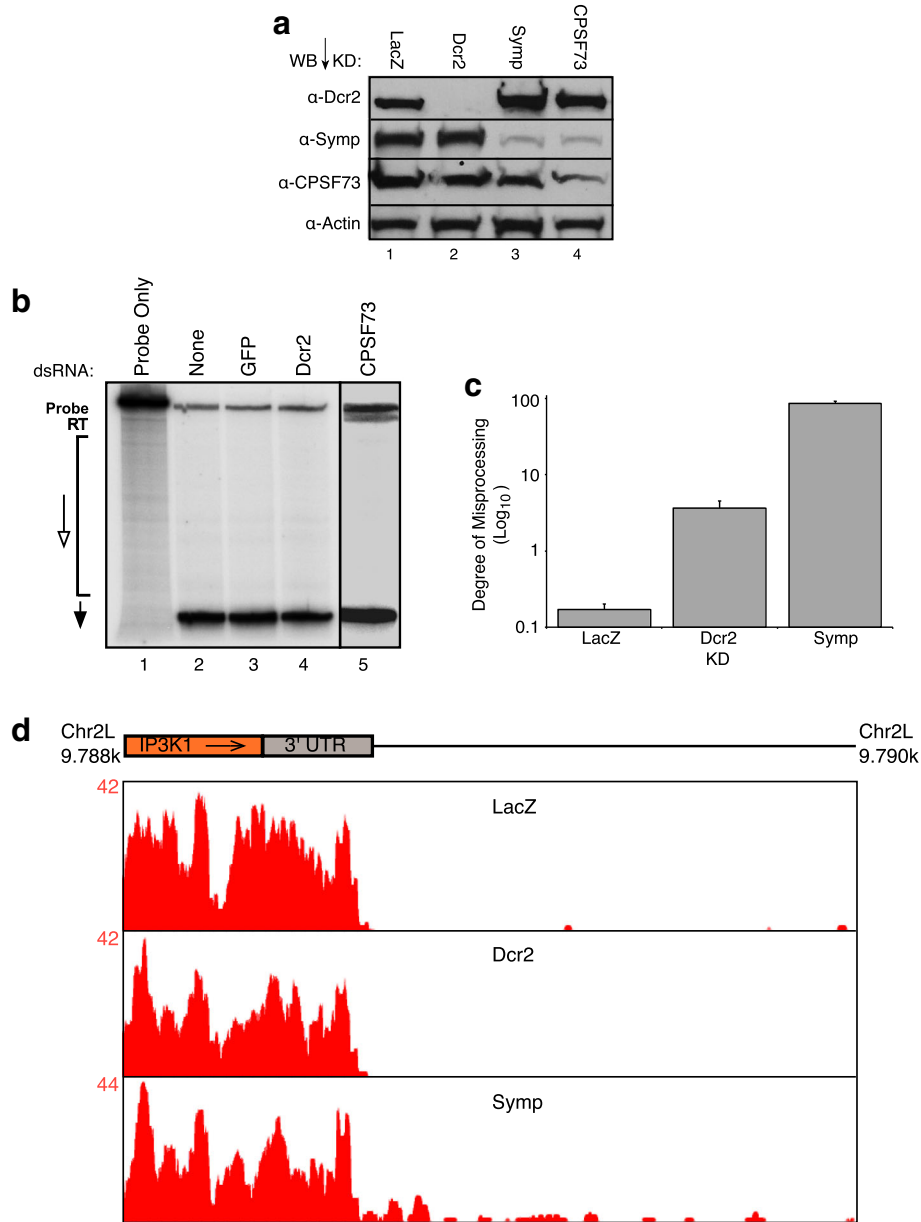 a
WB KD:
LacZ
Dcr2
Symp
CPSF73
α-Dcr2
α-Symp
α-CPSF73
α-Actin
1 2 3 4
b
dsRNA:
Probe Only
None
GFP
Dcr2
CPSF73
Probe
RT
1 2 3 4 5
c
Degree of Misprocessing
(Log10)
100
10
1
0.1
LacZ Dcr2 Symp
KD
d
Chr2L
9.788k
IP3K1 3' UTR
Chr2L
9.790k
42
LacZ
42
Dcr2
44
Symp